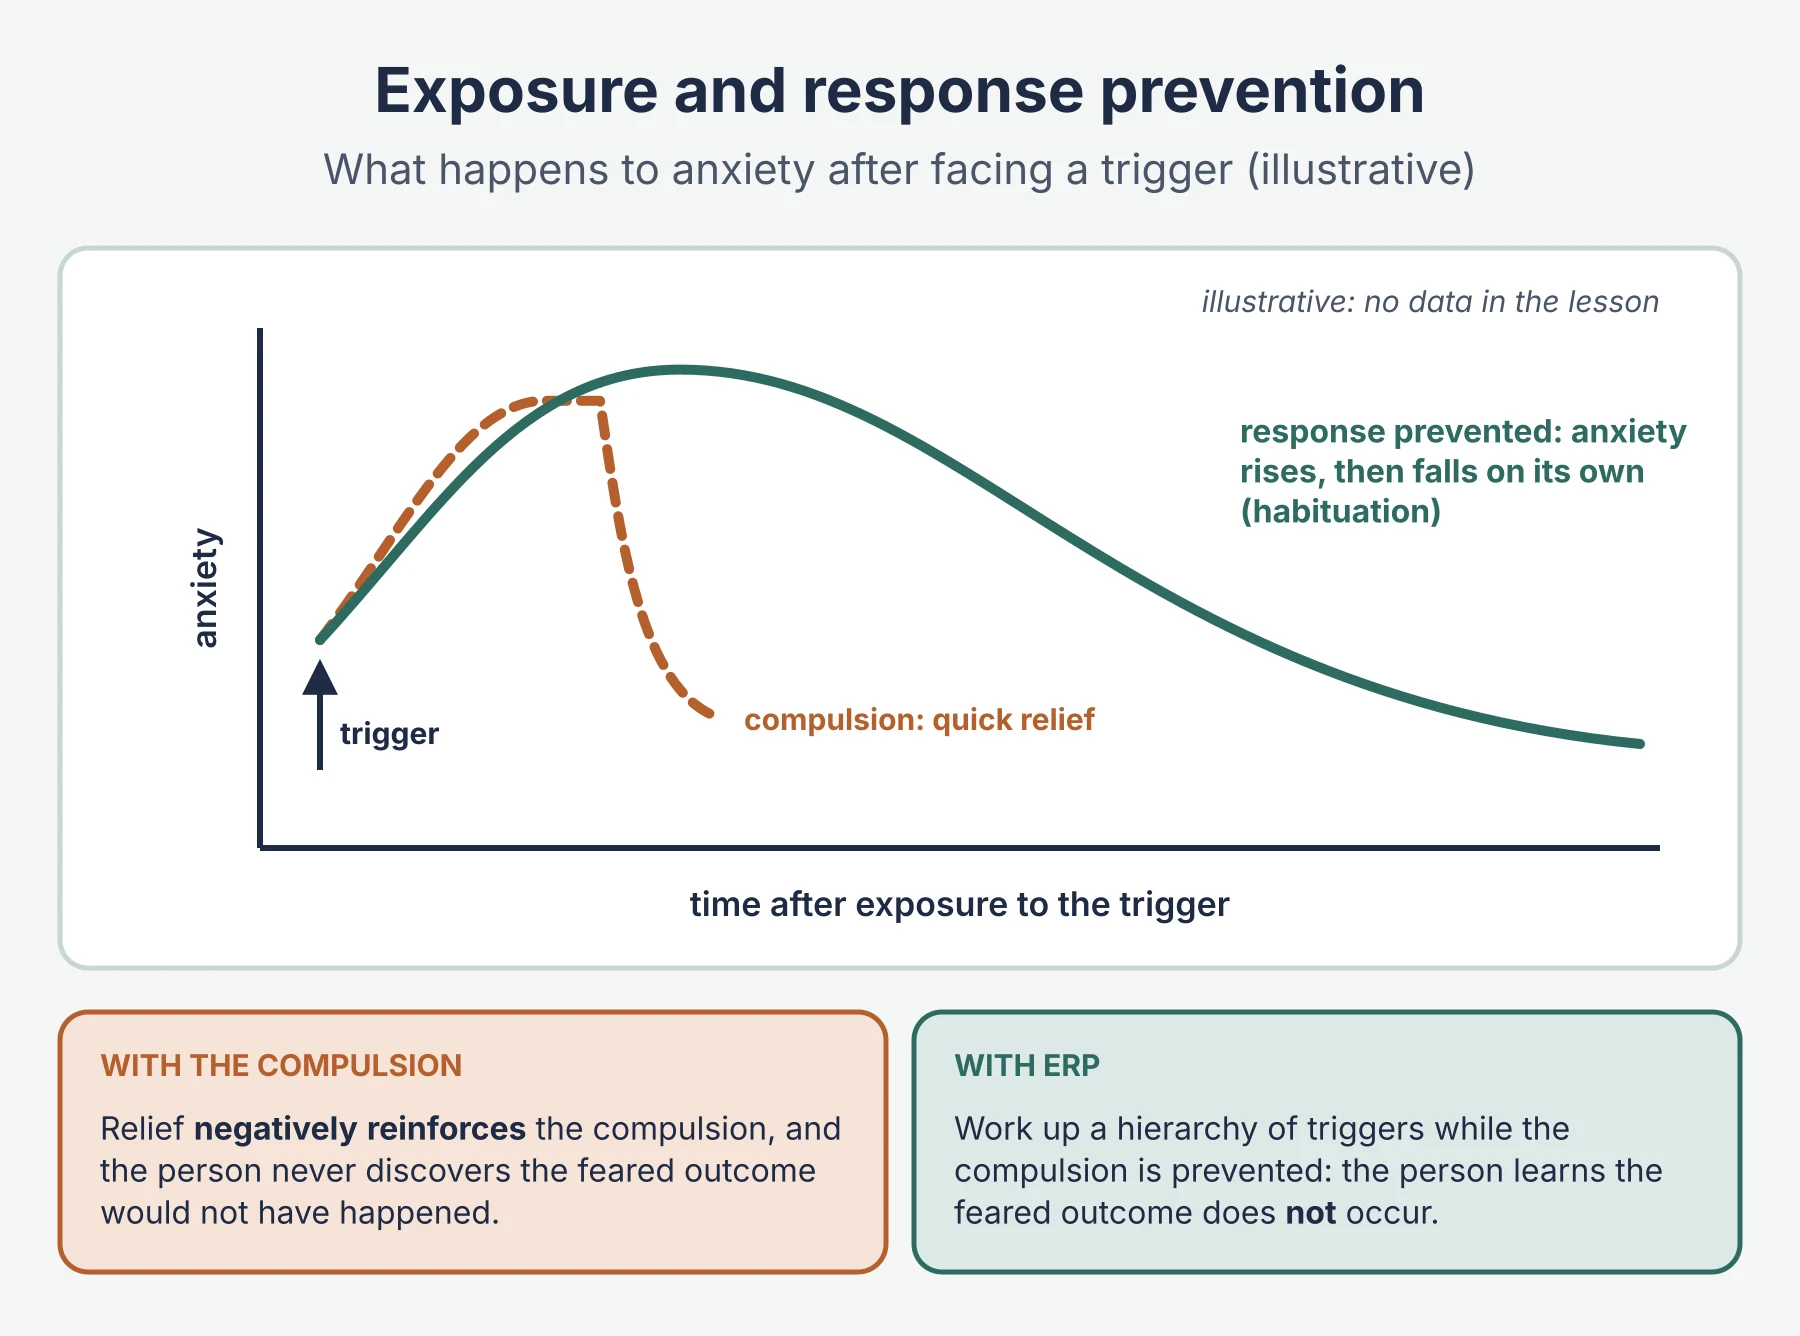 Exposure and response prevention
What happens to anxiety after facing a trigger (illustrative)
illustrative: no data in the lesson
response prevented: anxiety
rises, then falls on its own
(habituation)
anxiety
trigger
compulsion: quick relief
time after exposure to the trigger
WITH THE COMPULSION
Relief negatively reinforces the compulsion, and
the person never discovers the feared outcome
would not have happened.
WITH ERP
Work up a hierarchy of triggers while the
compulsion is prevented: the person learns the
feared outcome does not occur.